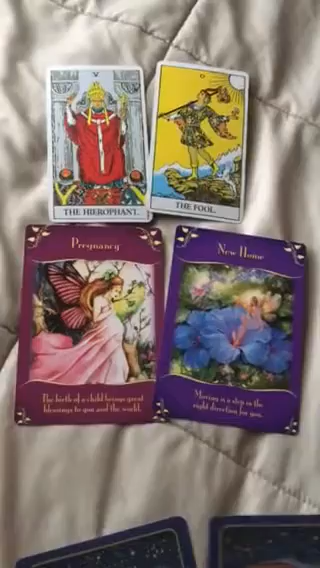 V
THE HIEROPHANT.
0
THE FOOL.
Pregnancy
New Home
The birth of a child brings great
blessings to you and the world.
Moving is a step in the
right direction for you.